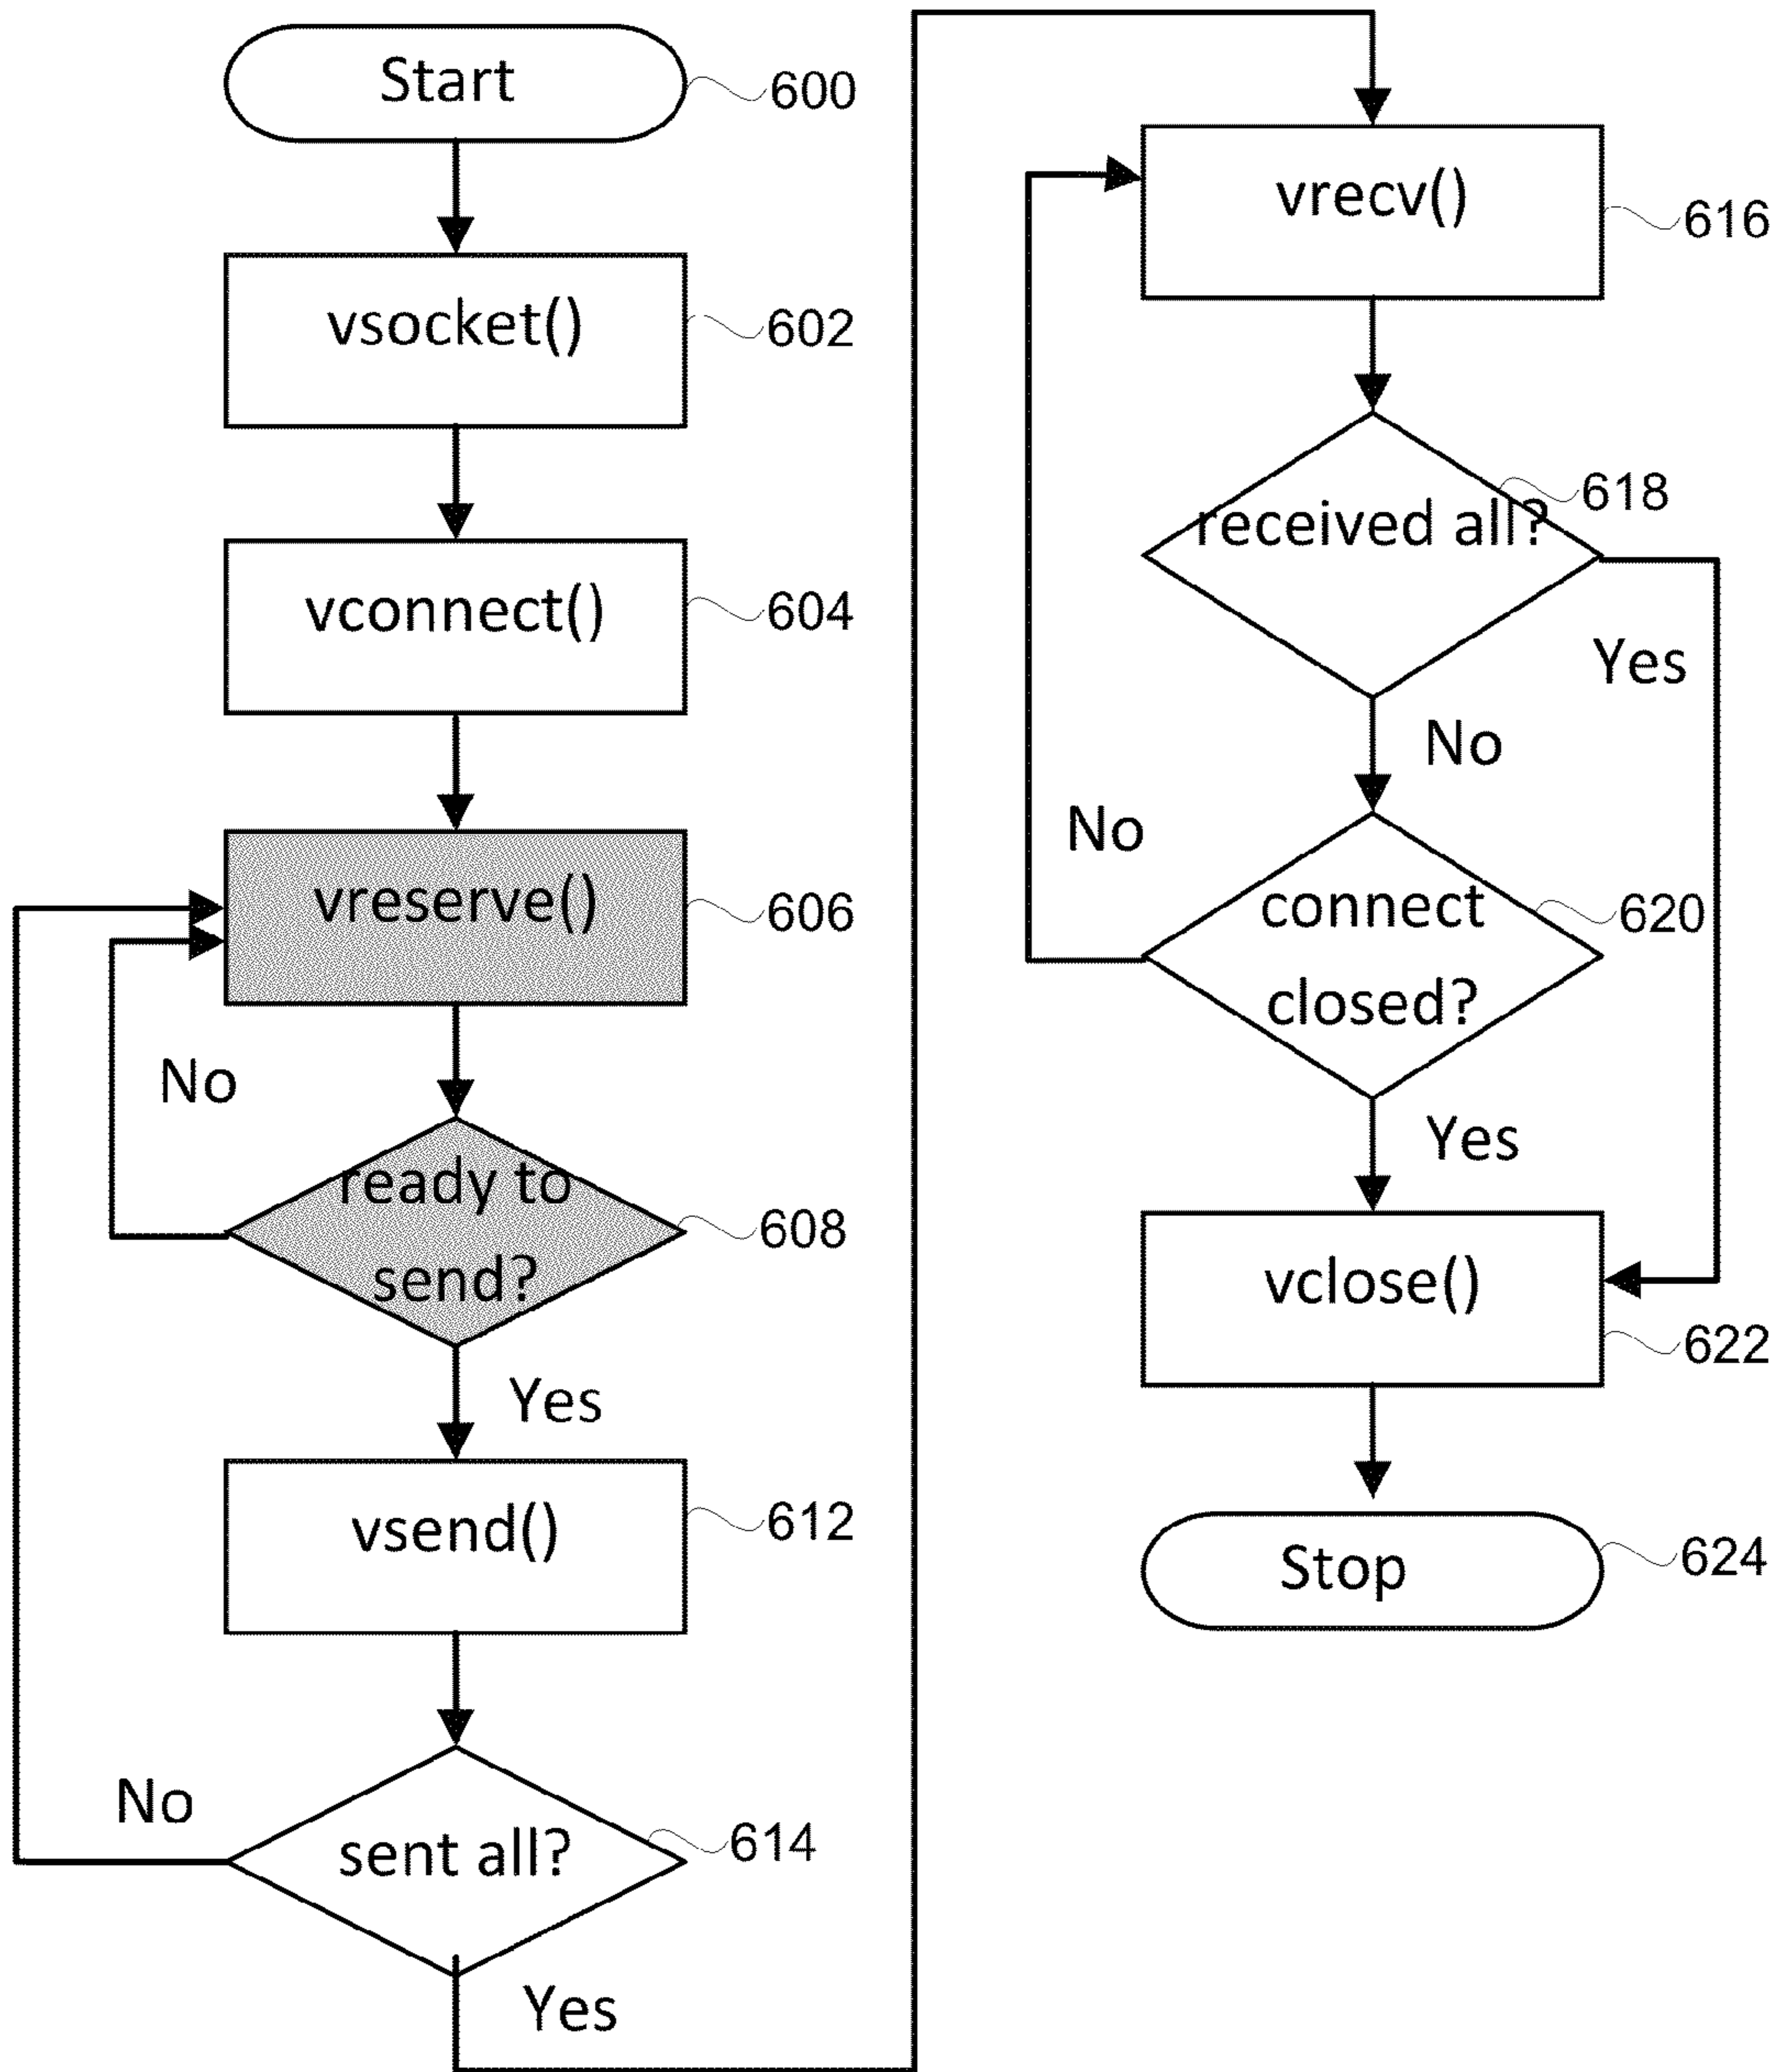 Start
600
vsocket()
602
vconnect()
604
vreserve()
606
No
ready to
send?
608
Yes
vsend()
612
No
sent all?
614
Yes
vrecv()
616
received all?
618
Yes
No
No
connect
closed?
620
Yes
vclose()
622
Stop
624